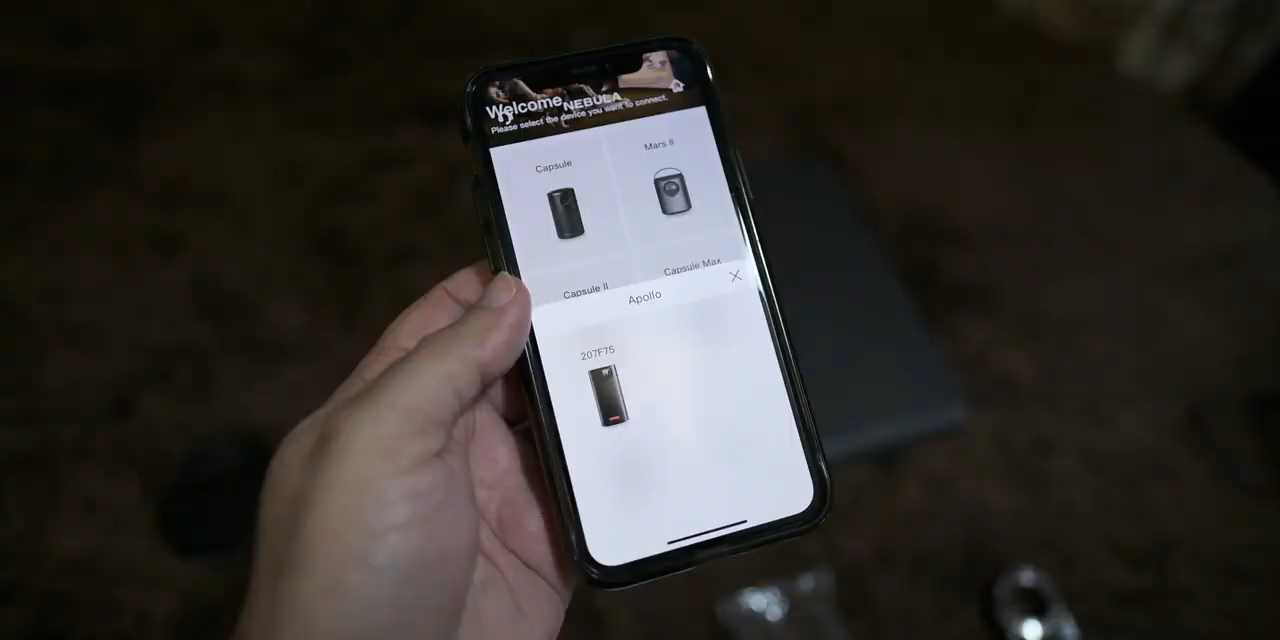 Welcome
NEBULA
Please select the device you want to connect.
Capsule
Mars II
Capsule II
Capsule Max
Apollo
207F75